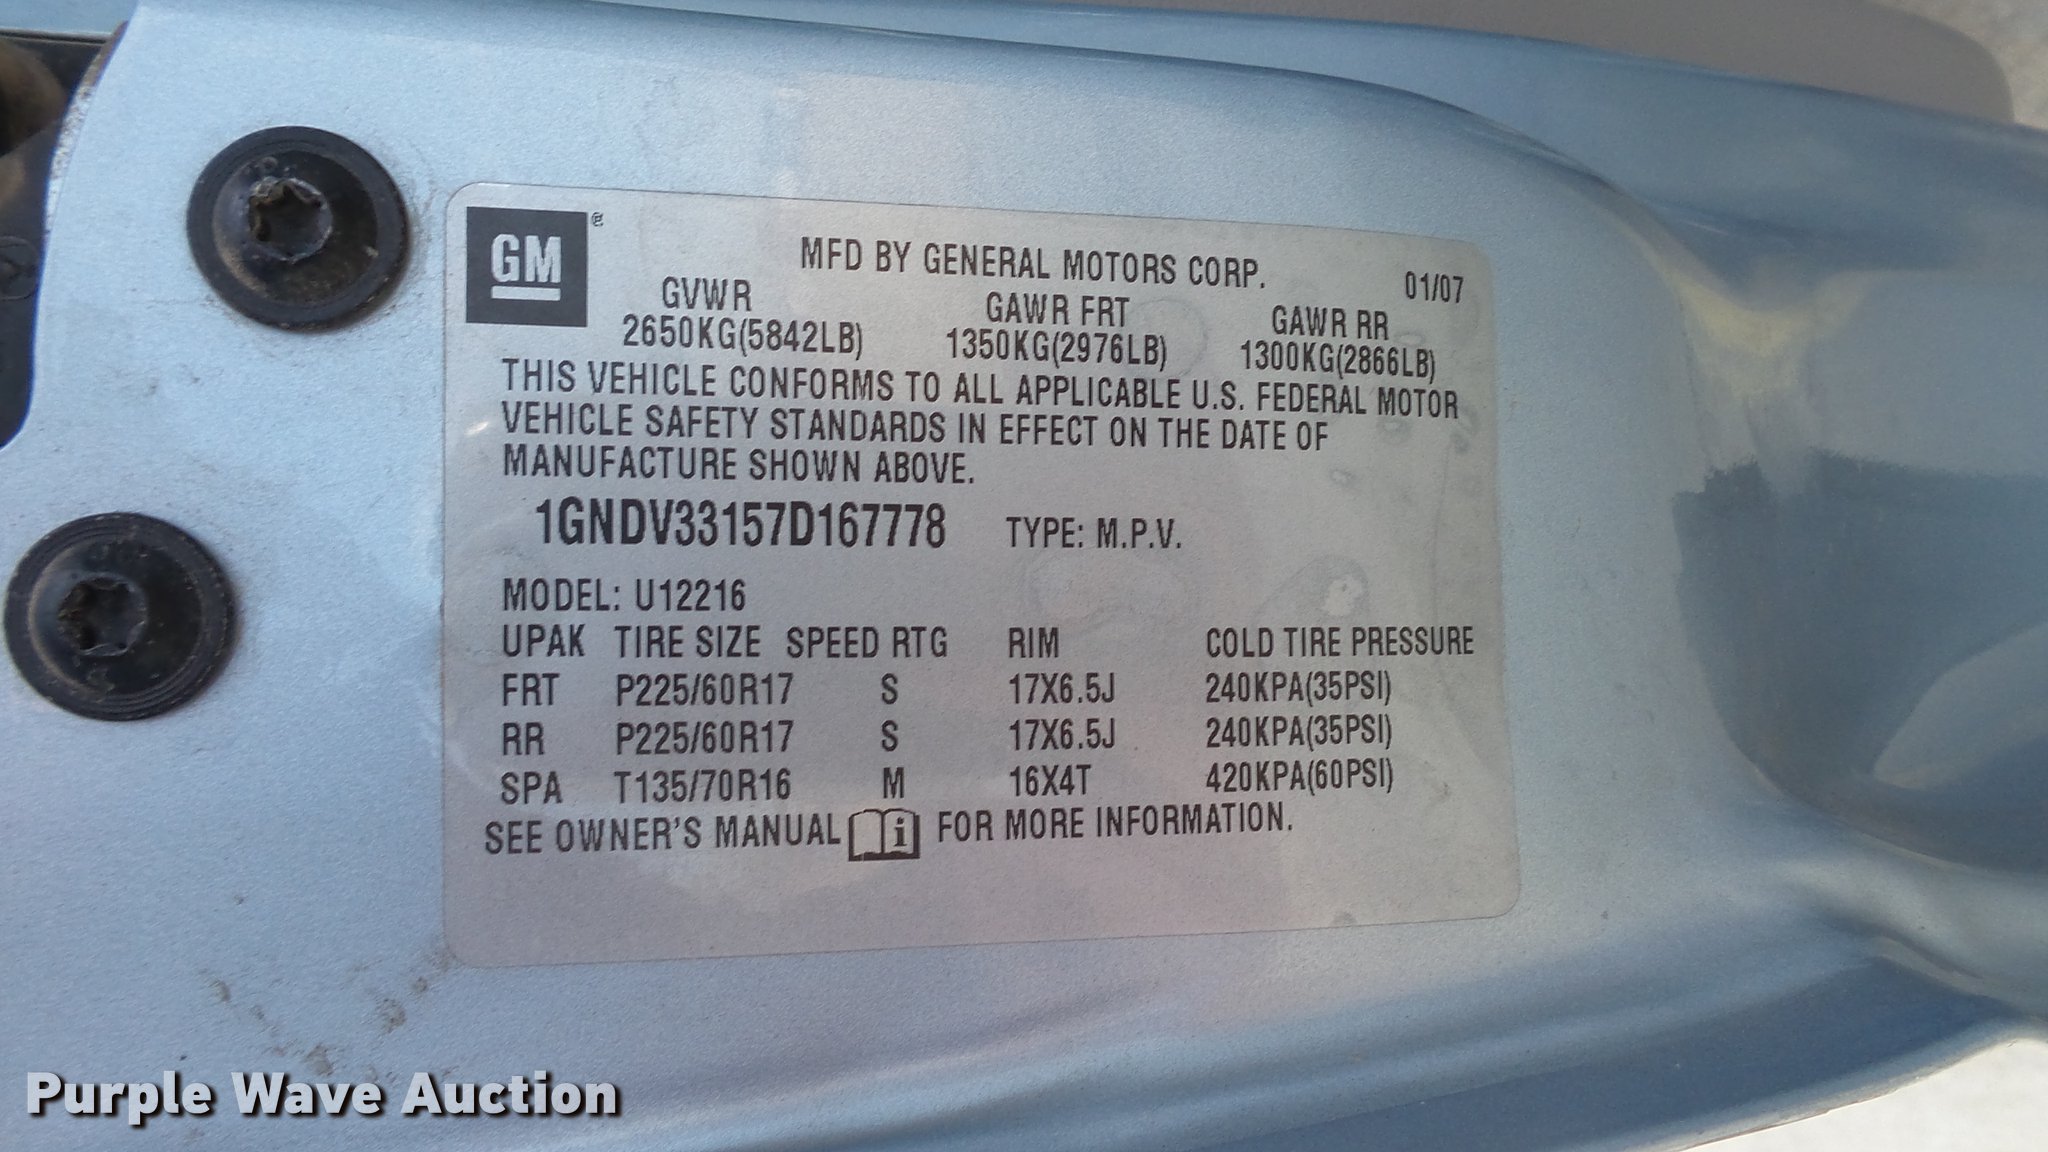 GM ®
MFD BY GENERAL MOTORS CORP.
01/07
GVWR GAWR FRT GAWR RR
2650KG(5842LB) 1350KG(2976LB) 1300KG(2866LB)
THIS VEHICLE CONFORMS TO ALL APPLICABLE U.S. FEDERAL MOTOR
VEHICLE SAFETY STANDARDS IN EFFECT ON THE DATE OF
MANUFACTURE SHOWN ABOVE.
1GNDV33157D167778 TYPE: M.P.V.
MODEL: U12216
UPAK TIRE SIZE SPEED RTG RIM COLD TIRE PRESSURE
FRT P225/60R17 S 17X6.5J 240KPA(35PSI)
RR P225/60R17 S 17X6.5J 240KPA(35PSI)
SPA T135/70R16 M 16X4T 420KPA(60PSI)
SEE OWNER'S MANUAL i FOR MORE INFORMATION.
Purple Wave Auction